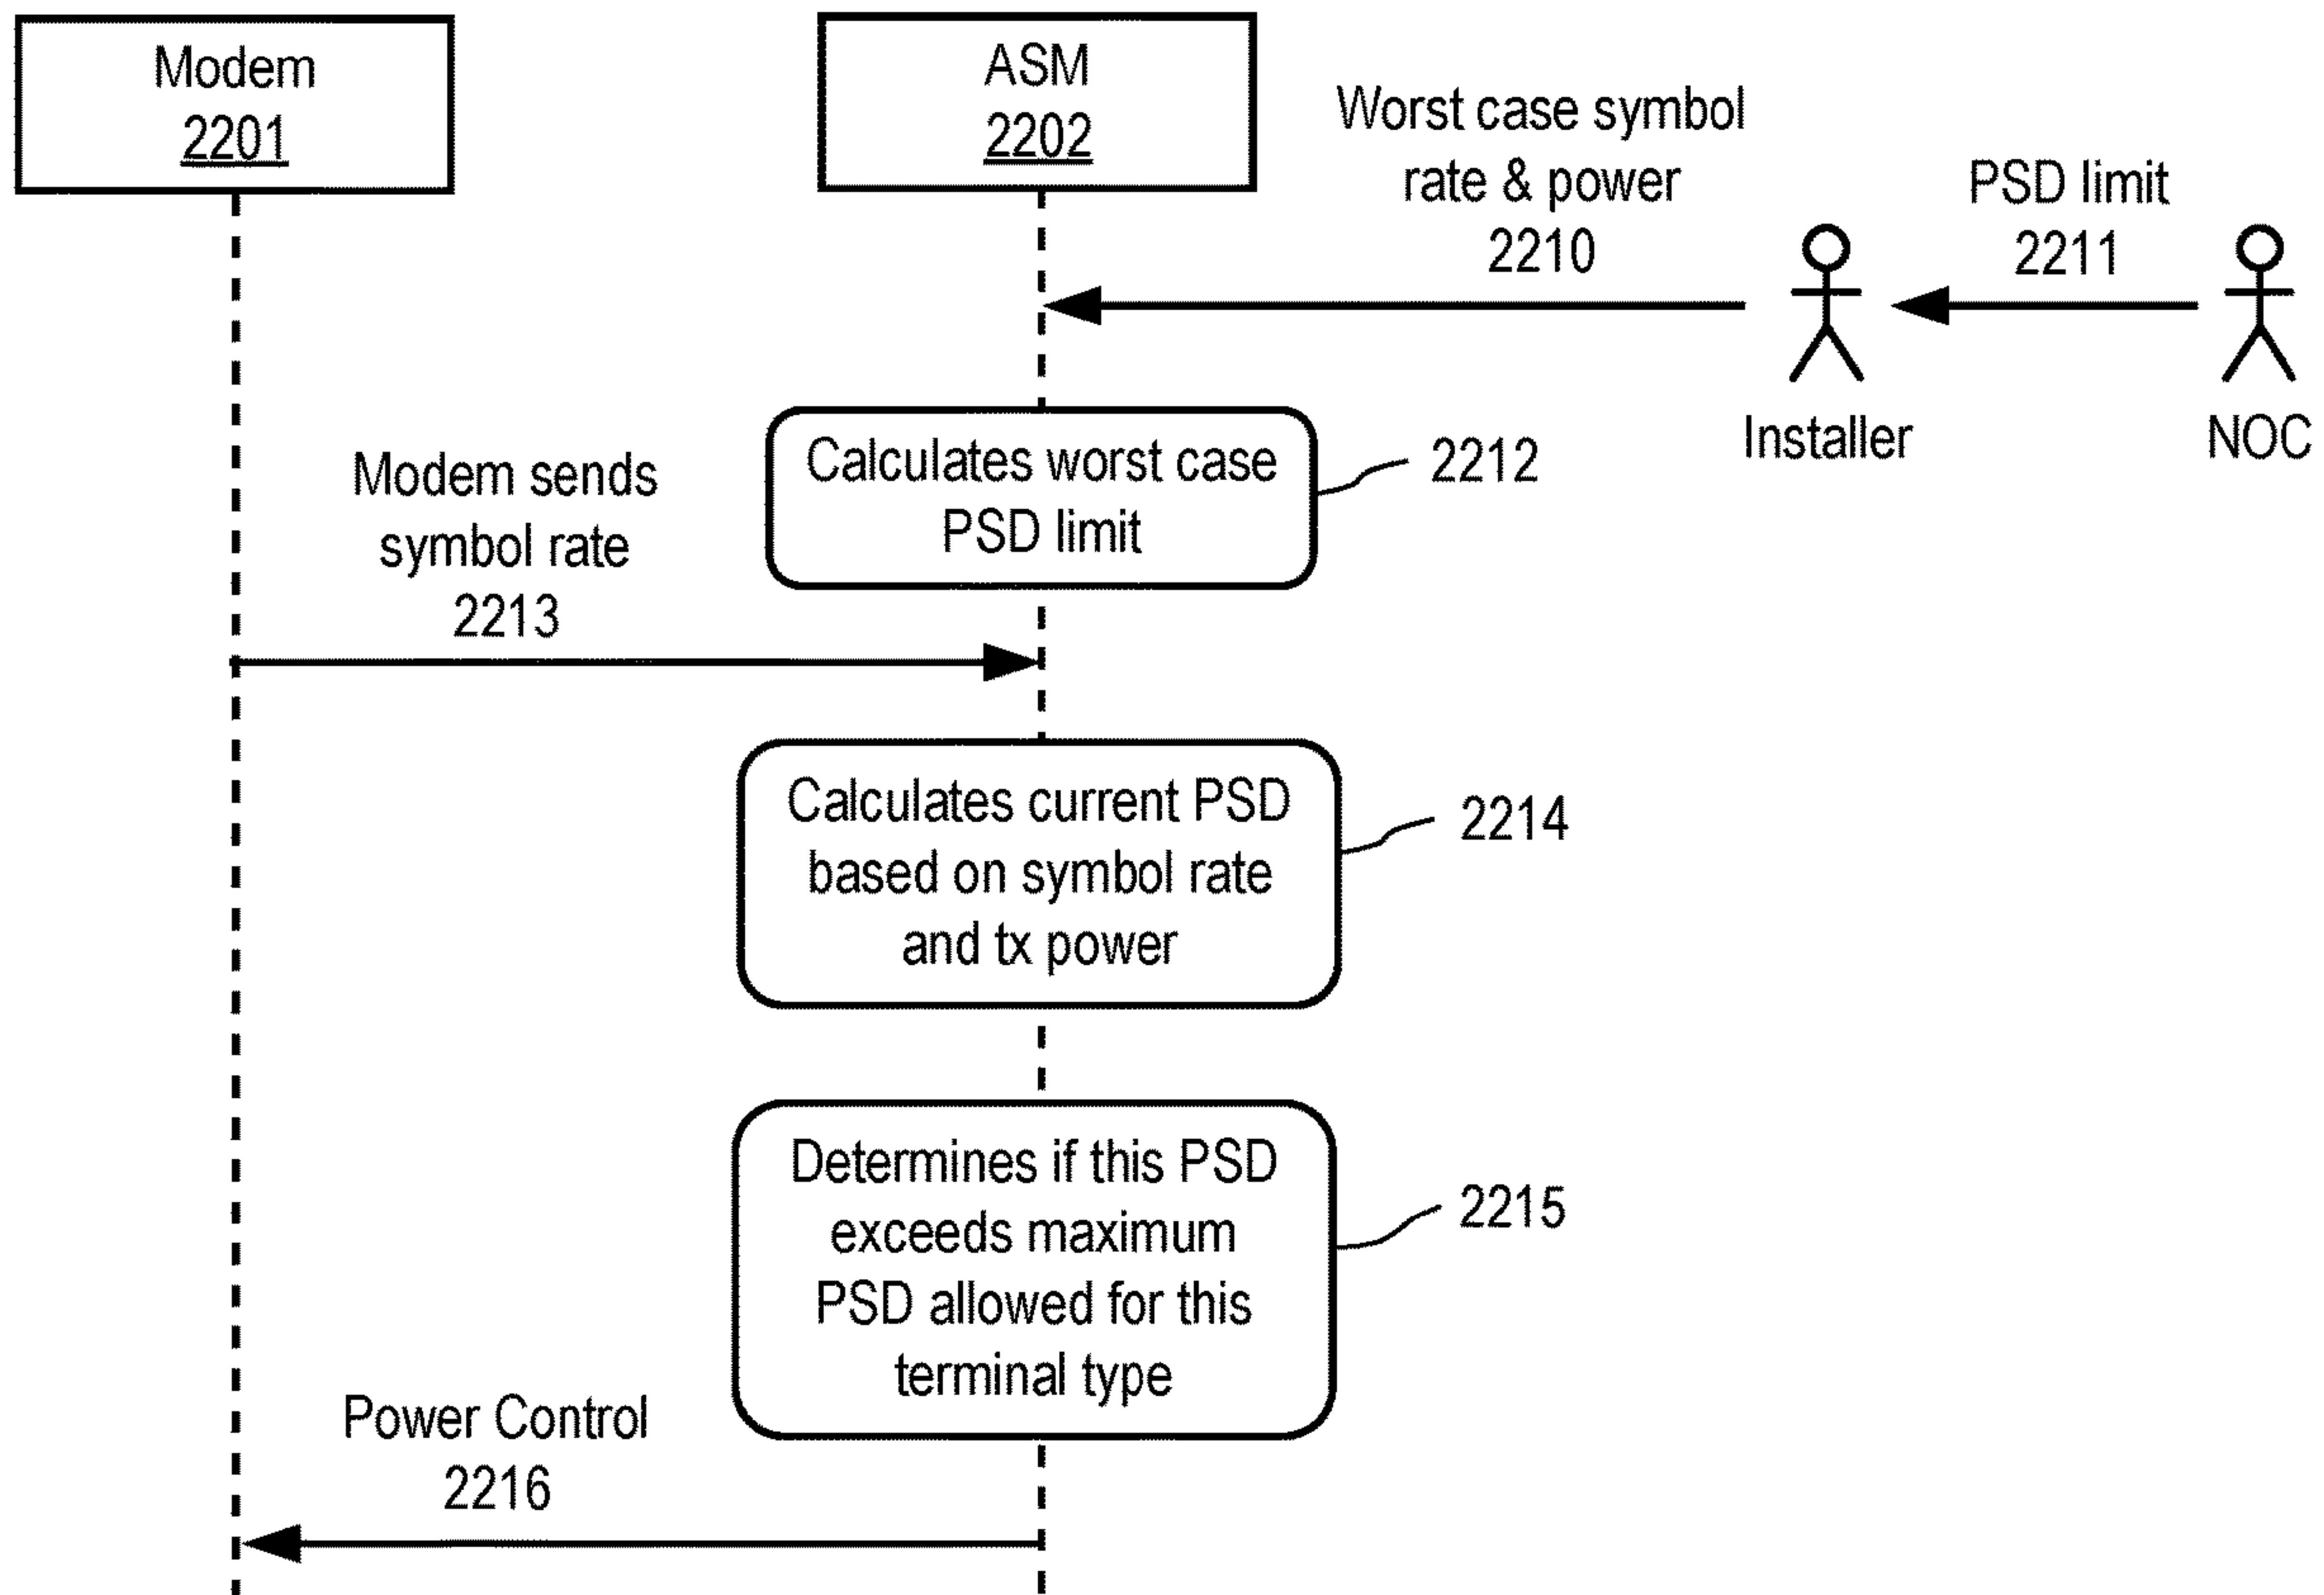 Modem
2201
ASM
2202
Worst case symbol
rate & power
2210
PSD limit
2211
Installer
NOC
Calculates worst case
PSD limit
2212
Modem sends
symbol rate
2213
Calculates current PSD
based on symbol rate
and tx power
2214
Determines if this PSD
exceeds maximum
PSD allowed for this
terminal type
2215
Power Control
2216